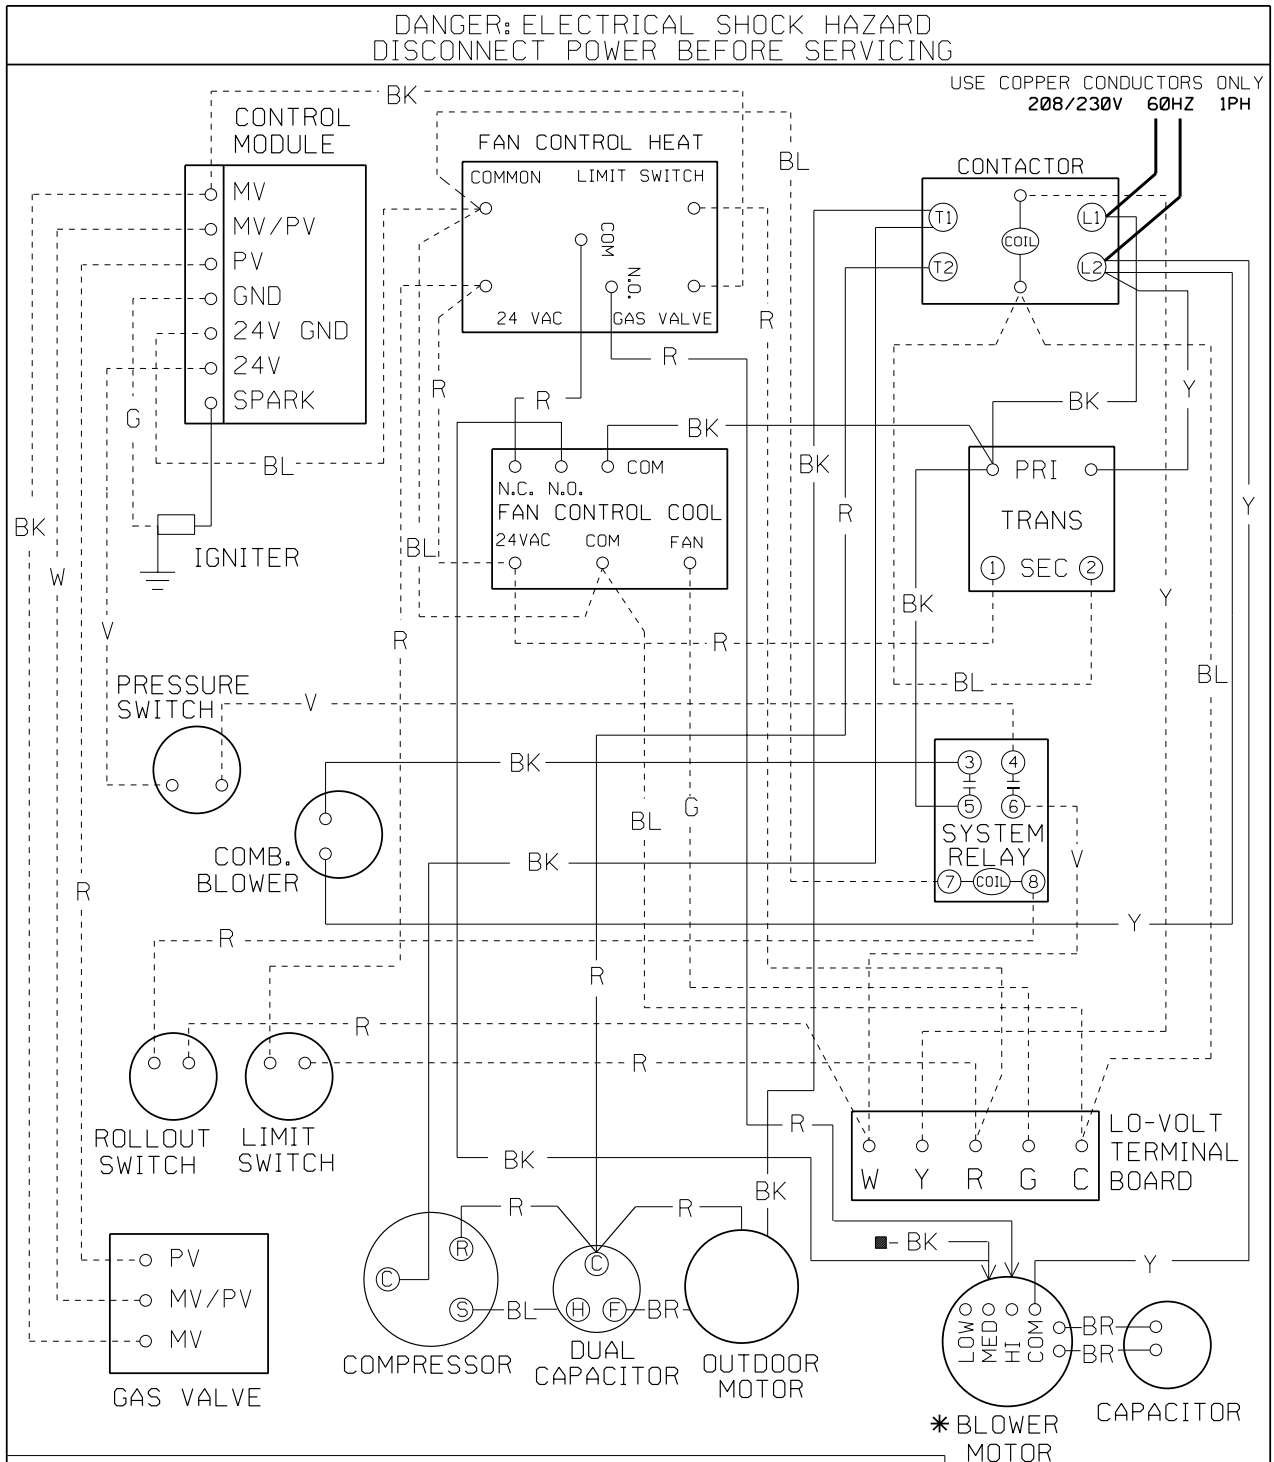 DANGER: ELECTRICAL SHOCK HAZARD
DISCONNECT POWER BEFORE SERVICING
USE COPPER CONDUCTORS ONLY
208/230V 60HZ 1PH
BK
CONTROL
MODULE
MV
MV/PV
PV
GND
24V GND
24V
SPARK
FAN CONTROL HEAT
COMMON
LIMIT SWITCH
COM
N.O.
24 VAC
GAS VALVE
BL
CONTACTOR
T1
COIL
L1
T2
L2
R
R
R
R
BK
Y
G
BL
BK
BK
R
Y
N.C. N.O.
COM
FAN CONTROL COOL
24VAC
COM
FAN
PRI
TRANS
1
SEC
2
BK
W
IGNITER
BL
BK
Y
V
R
R
BL
BL
PRESSURE
SWITCH
V
BK
G
BL
3
4
5
6
SYSTEM
RELAY
7
COIL
8
V
COMB.
BLOWER
BK
R
Y
R
R
R
R
ROLLOUT
SWITCH
LIMIT
SWITCH
LO-VOLT
TERMINAL
BOARD
W Y R G C
R
BK
BK
R
R
BK
Y
PV
MV/PV
MV
GAS VALVE
R
C
S
COMPRESSOR
BL
C
H
F
DUAL
CAPACITOR
BR
OUTDOOR
MOTOR
LOW
MED
HI
COM
BR
BR
CAPACITOR
* BLOWER
MOTOR